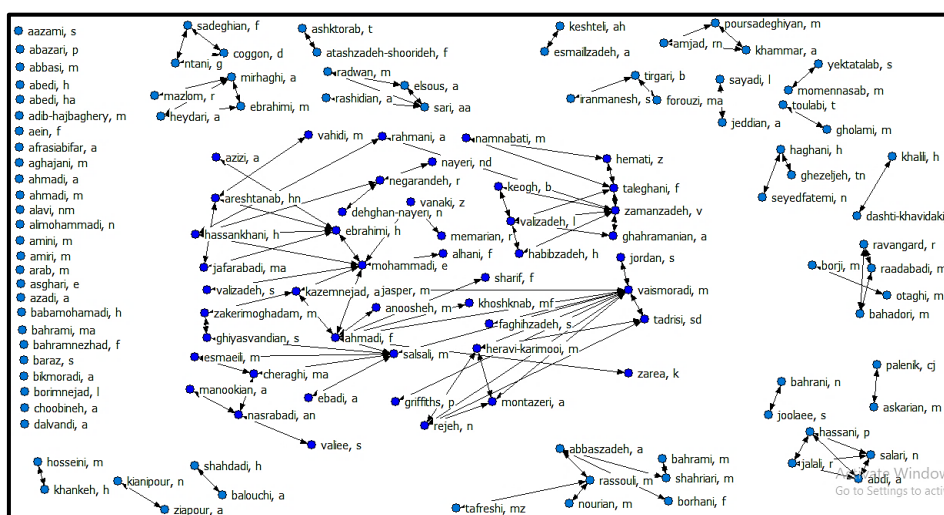 aazami, s
abazari, p
abbasi, m
abedi, h
abedi, ha
adib-hajbaghery, m
aein, f
afrasiabifar, a
aghajani, m
ahmadi, a
ahmadi, m
alavi, nm
alimohammadi, n
amini, m
amiri, m
arab, m
asghari, e
azadi, a
babamohamadi, h
bahrami, ma
bahramnezhad, f
baraz, s
bikmoradi, a
borimnejad, l
choobineh, a
dalvandi, a
hosseini, m
khankeh, h
kianipour, n
ziapour, a
shahdadi, h
balouchi, a
sadeghian, f
coggon, d
ntani, g
mirhaghi, a
mazlom, r
ebrahimi, m
heydari, a
ashktorab, t
atashzadeh-shoorideh, f
radwan, m
elsous, a
rashidian, a
sari, aa
keshteli, ah
esmailzadeh, a
poursadeghiyan, m
amjad, rn
khammar, a
tirgari, b
iranmanesh, s
forouzi, ma
sayadi, l
jeddian, a
yektatalab, s
momennasab, m
toulabi, t
gholami, m
haghani, h
ghezeljeh, tn
seyedfatemi, n
khalili, h
dashti-khavidaki
ravangard, r
borji, m
raadabadi, m
otaghi, m
bahadori, m
vahidi, m
rahmani, a
namnabati, m
azizi, a
nayeri, nd
hemati, z
negarandeh, r
keogh, b
taleghani, f
areshtanab, hn
vanaki, z
dehghan-nayeri, n
zamanzadeh, v
valizadeh, l
hassankhani, h
ebrahimi, h
memarian, r
ghahramanian, a
alhani, f
habibzadeh, h
jafarabadi, ma
mohammadi, e
jordan, s
sharif, f
valizadeh, s
kazemnejad, a
jasper, m
vaismoradi, m
zakerimoghadam, m
anoosheh, m
khoshknab, mf
faghihzadeh, s
tadrisi, sd
ghiyasvandian, s
ahmadi, f
salsali, m
heravi-karimooi, m
esmaeili, m
cheraghi, ma
zarea, k
manookian, a
ebadi, a
griffiths, p
montazeri, a
nasrabadi, an
rejeh, n
valiee, s
palenik, cj
askarian, m
bahrani, n
joolaee, s
hassani, p
salari, n
jalali, r
abdi, a
abbaszadeh, a
bahrami, m
rassouli, m
shahriari, m
tafreshi, mz
nourian, m
borhani, f
Activate Window
Go to Settings to acti